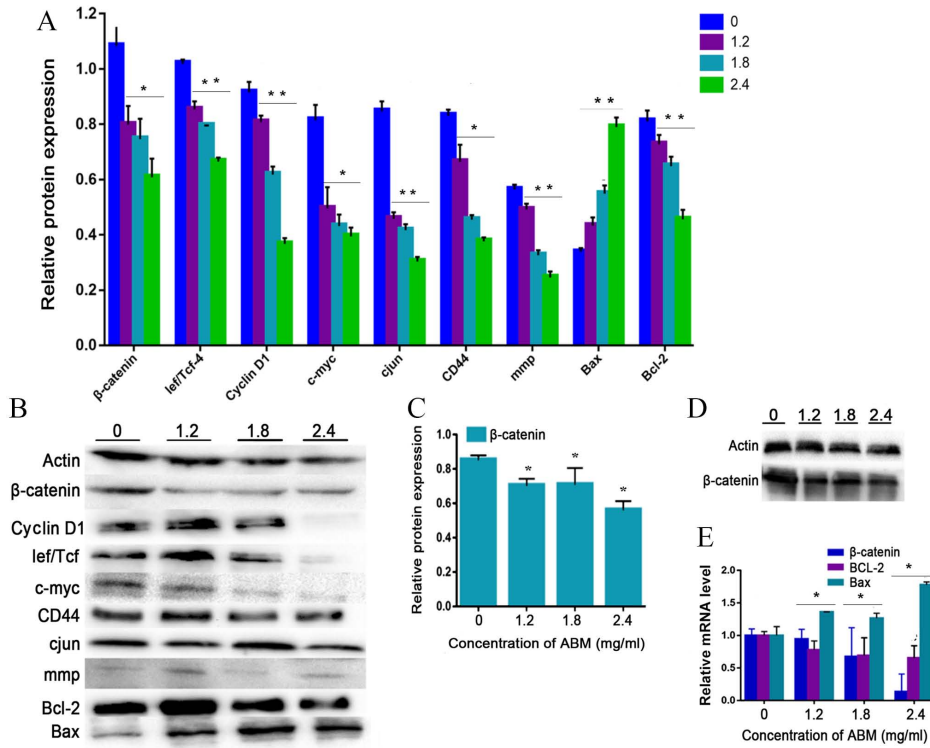 A
Relative protein expression
1.2
1.0
0.8
0.6
0.4
0.2
0.0
0
1.2
1.8
2.4
*
* *
* *
*
* *
*
* *
* *
* *
β-catenin
lef/Tcf-4
Cyclin D1
c-myc
cjun
CD44
mmp
Bax
Bcl-2
B
0 1.2 1.8 2.4
Actin
β-catenin
Cyclin D1
lef/Tcf
c-myc
CD44
cjun
mmp
Bcl-2
Bax
C
Relative protein expression
1.0
0.8
0.6
0.4
0.2
0.0
β-catenin
*
*
*
0 1.2 1.8 2.4
Concentration of ABM (mg/ml)
D
0 1.2 1.8 2.4
Actin
β-catenin
E
Relative mRNA level
2.0
1.5
1.0
0.5
0.0
β-catenin
BCL-2
Bax
*
*
*
0 1.2 1.8 2.4
Concentration of ABM (mg/ml)